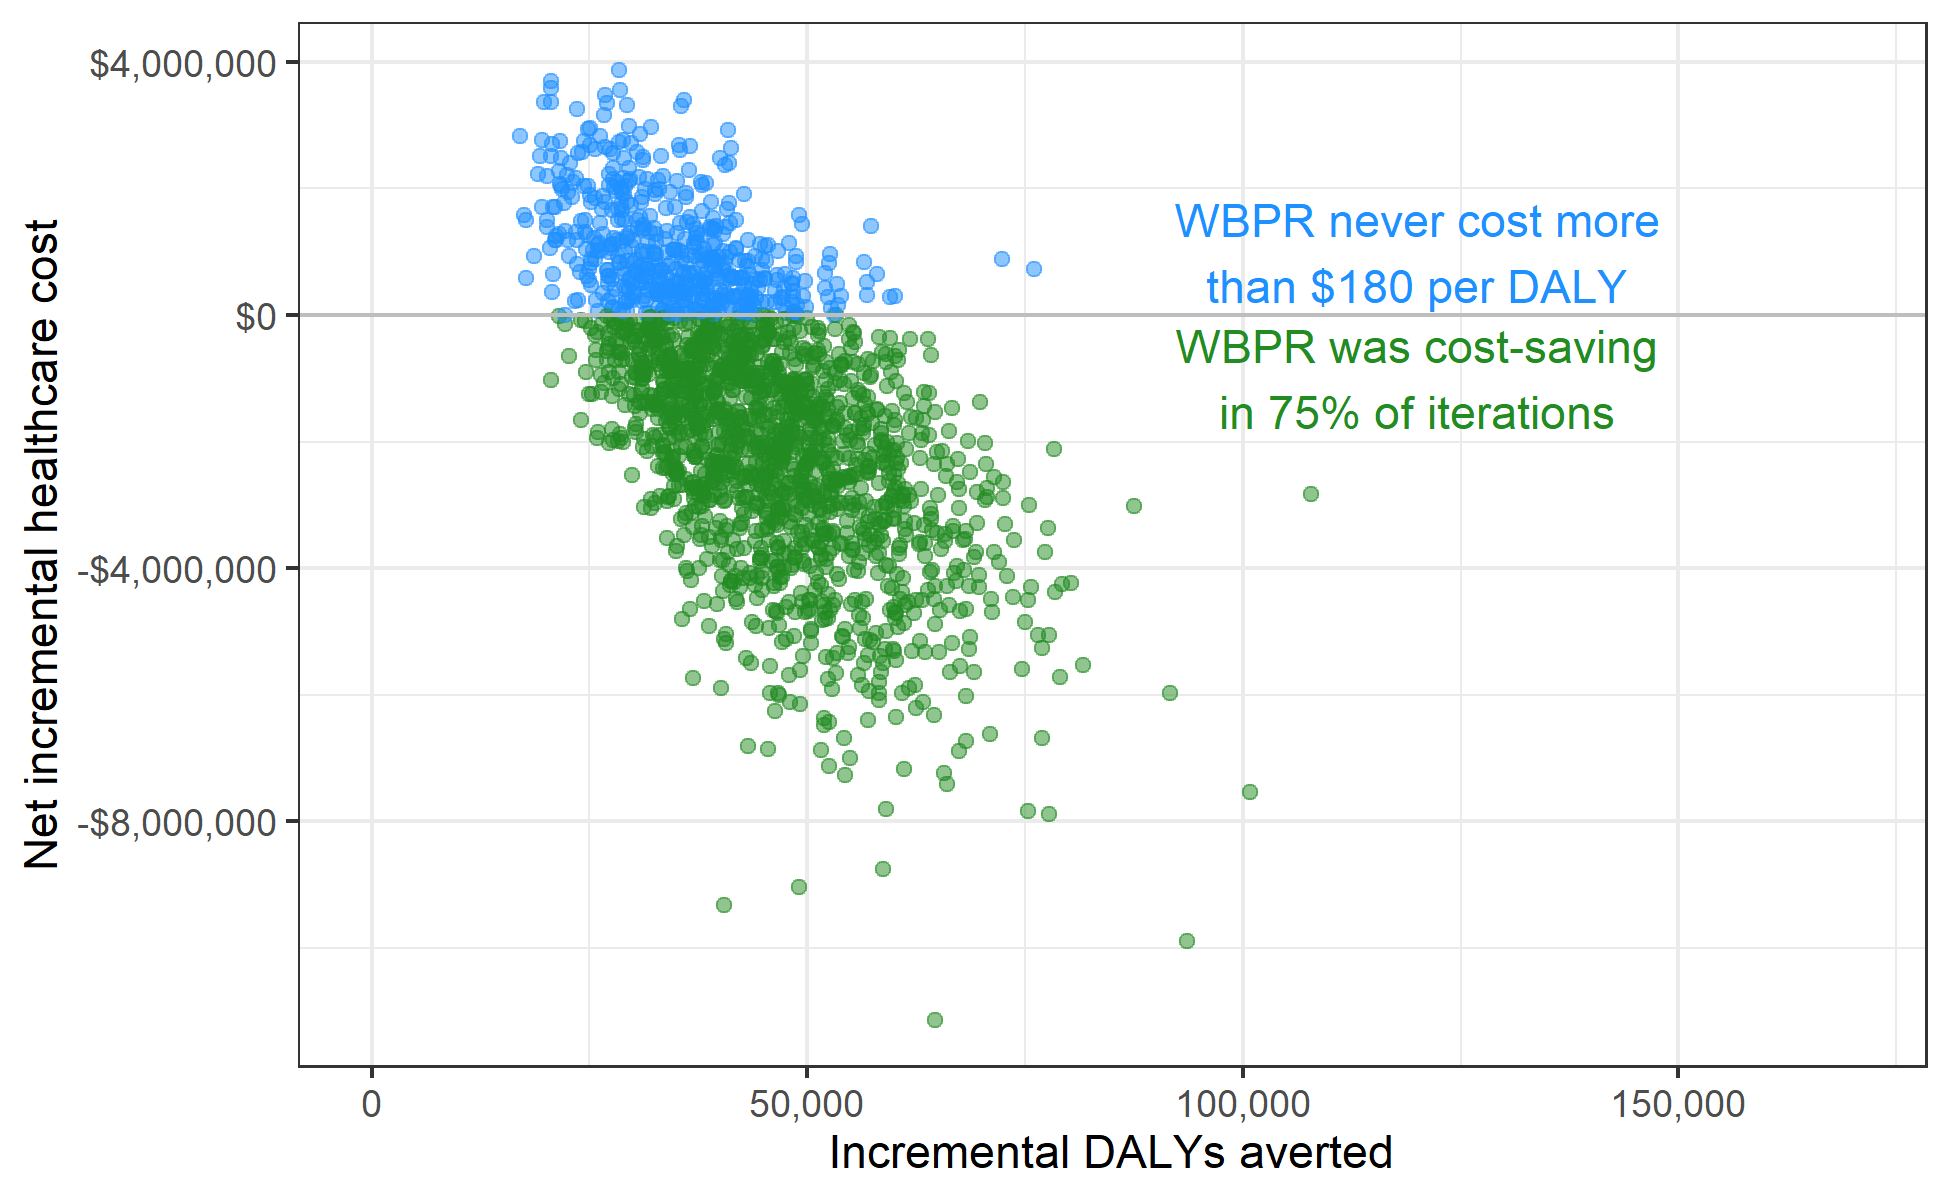 $4,000,000
$0
-$4,000,000
-$8,000,000
Net incremental healthcare cost
WBPR never cost more
than $180 per DALY
WBPR was cost-saving
in 75% of iterations
0
50,000
100,000
150,000
Incremental DALYs averted